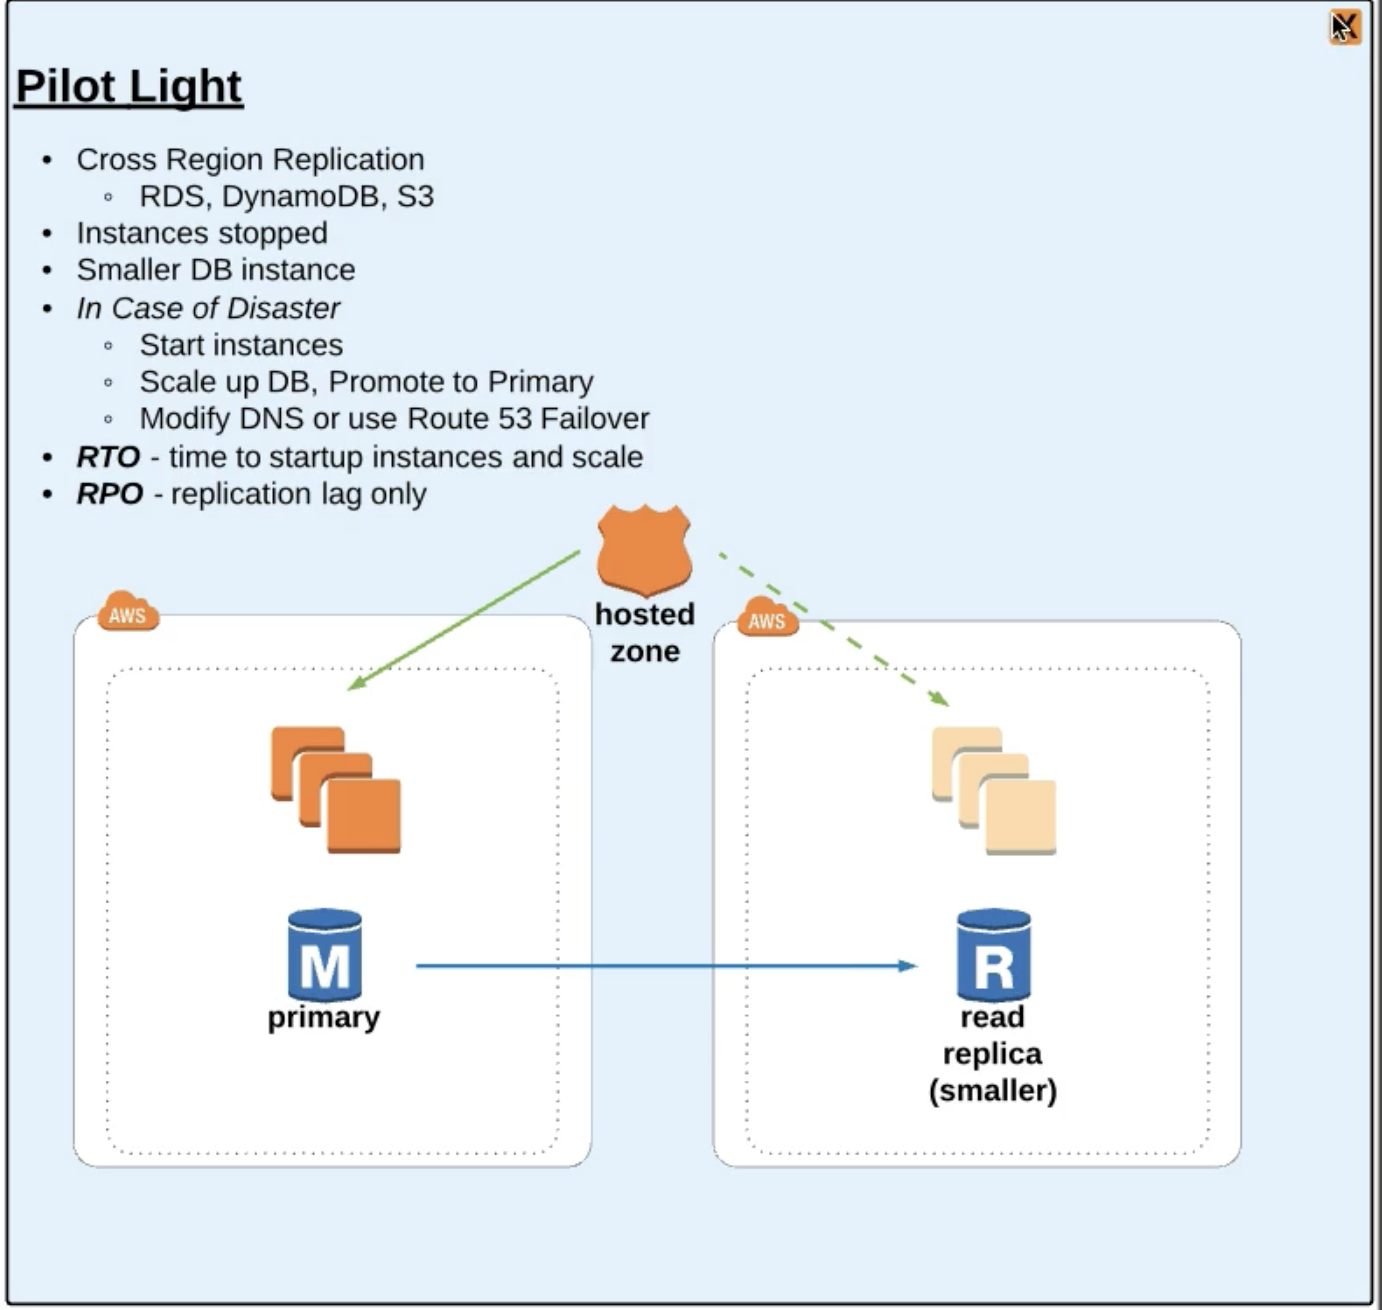 Pilot Light
• Cross Region Replication
◦ RDS, DynamoDB, S3
• Instances stopped
• Smaller DB instance
• In Case of Disaster
◦ Start instances
◦ Scale up DB, Promote to Primary
◦ Modify DNS or use Route 53 Failover
• RTO - time to startup instances and scale
• RPO - replication lag only
hosted
zone
AWS
AWS
M
primary
R
read
replica
(smaller)